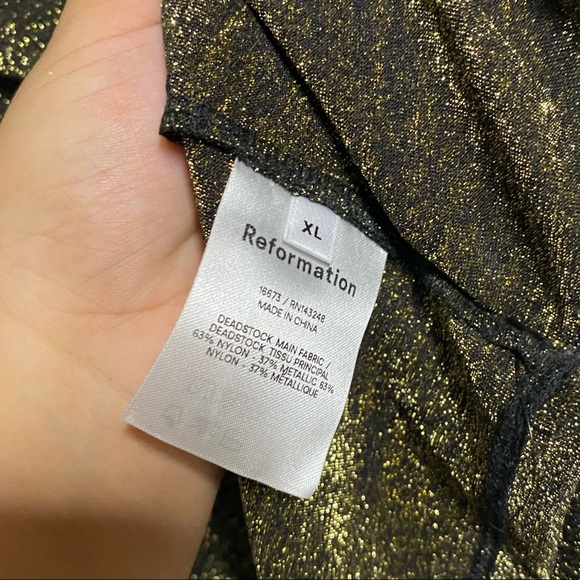 XL
Reformation
16673 / RN143248
MADE IN CHINA
DEADSTOCK MAIN FABRIC /
DEADSTOCK TISSU PRINCIPAL
63% NYLON - 37% METALLIC 63%
NYLON - 37% METALLIQUE